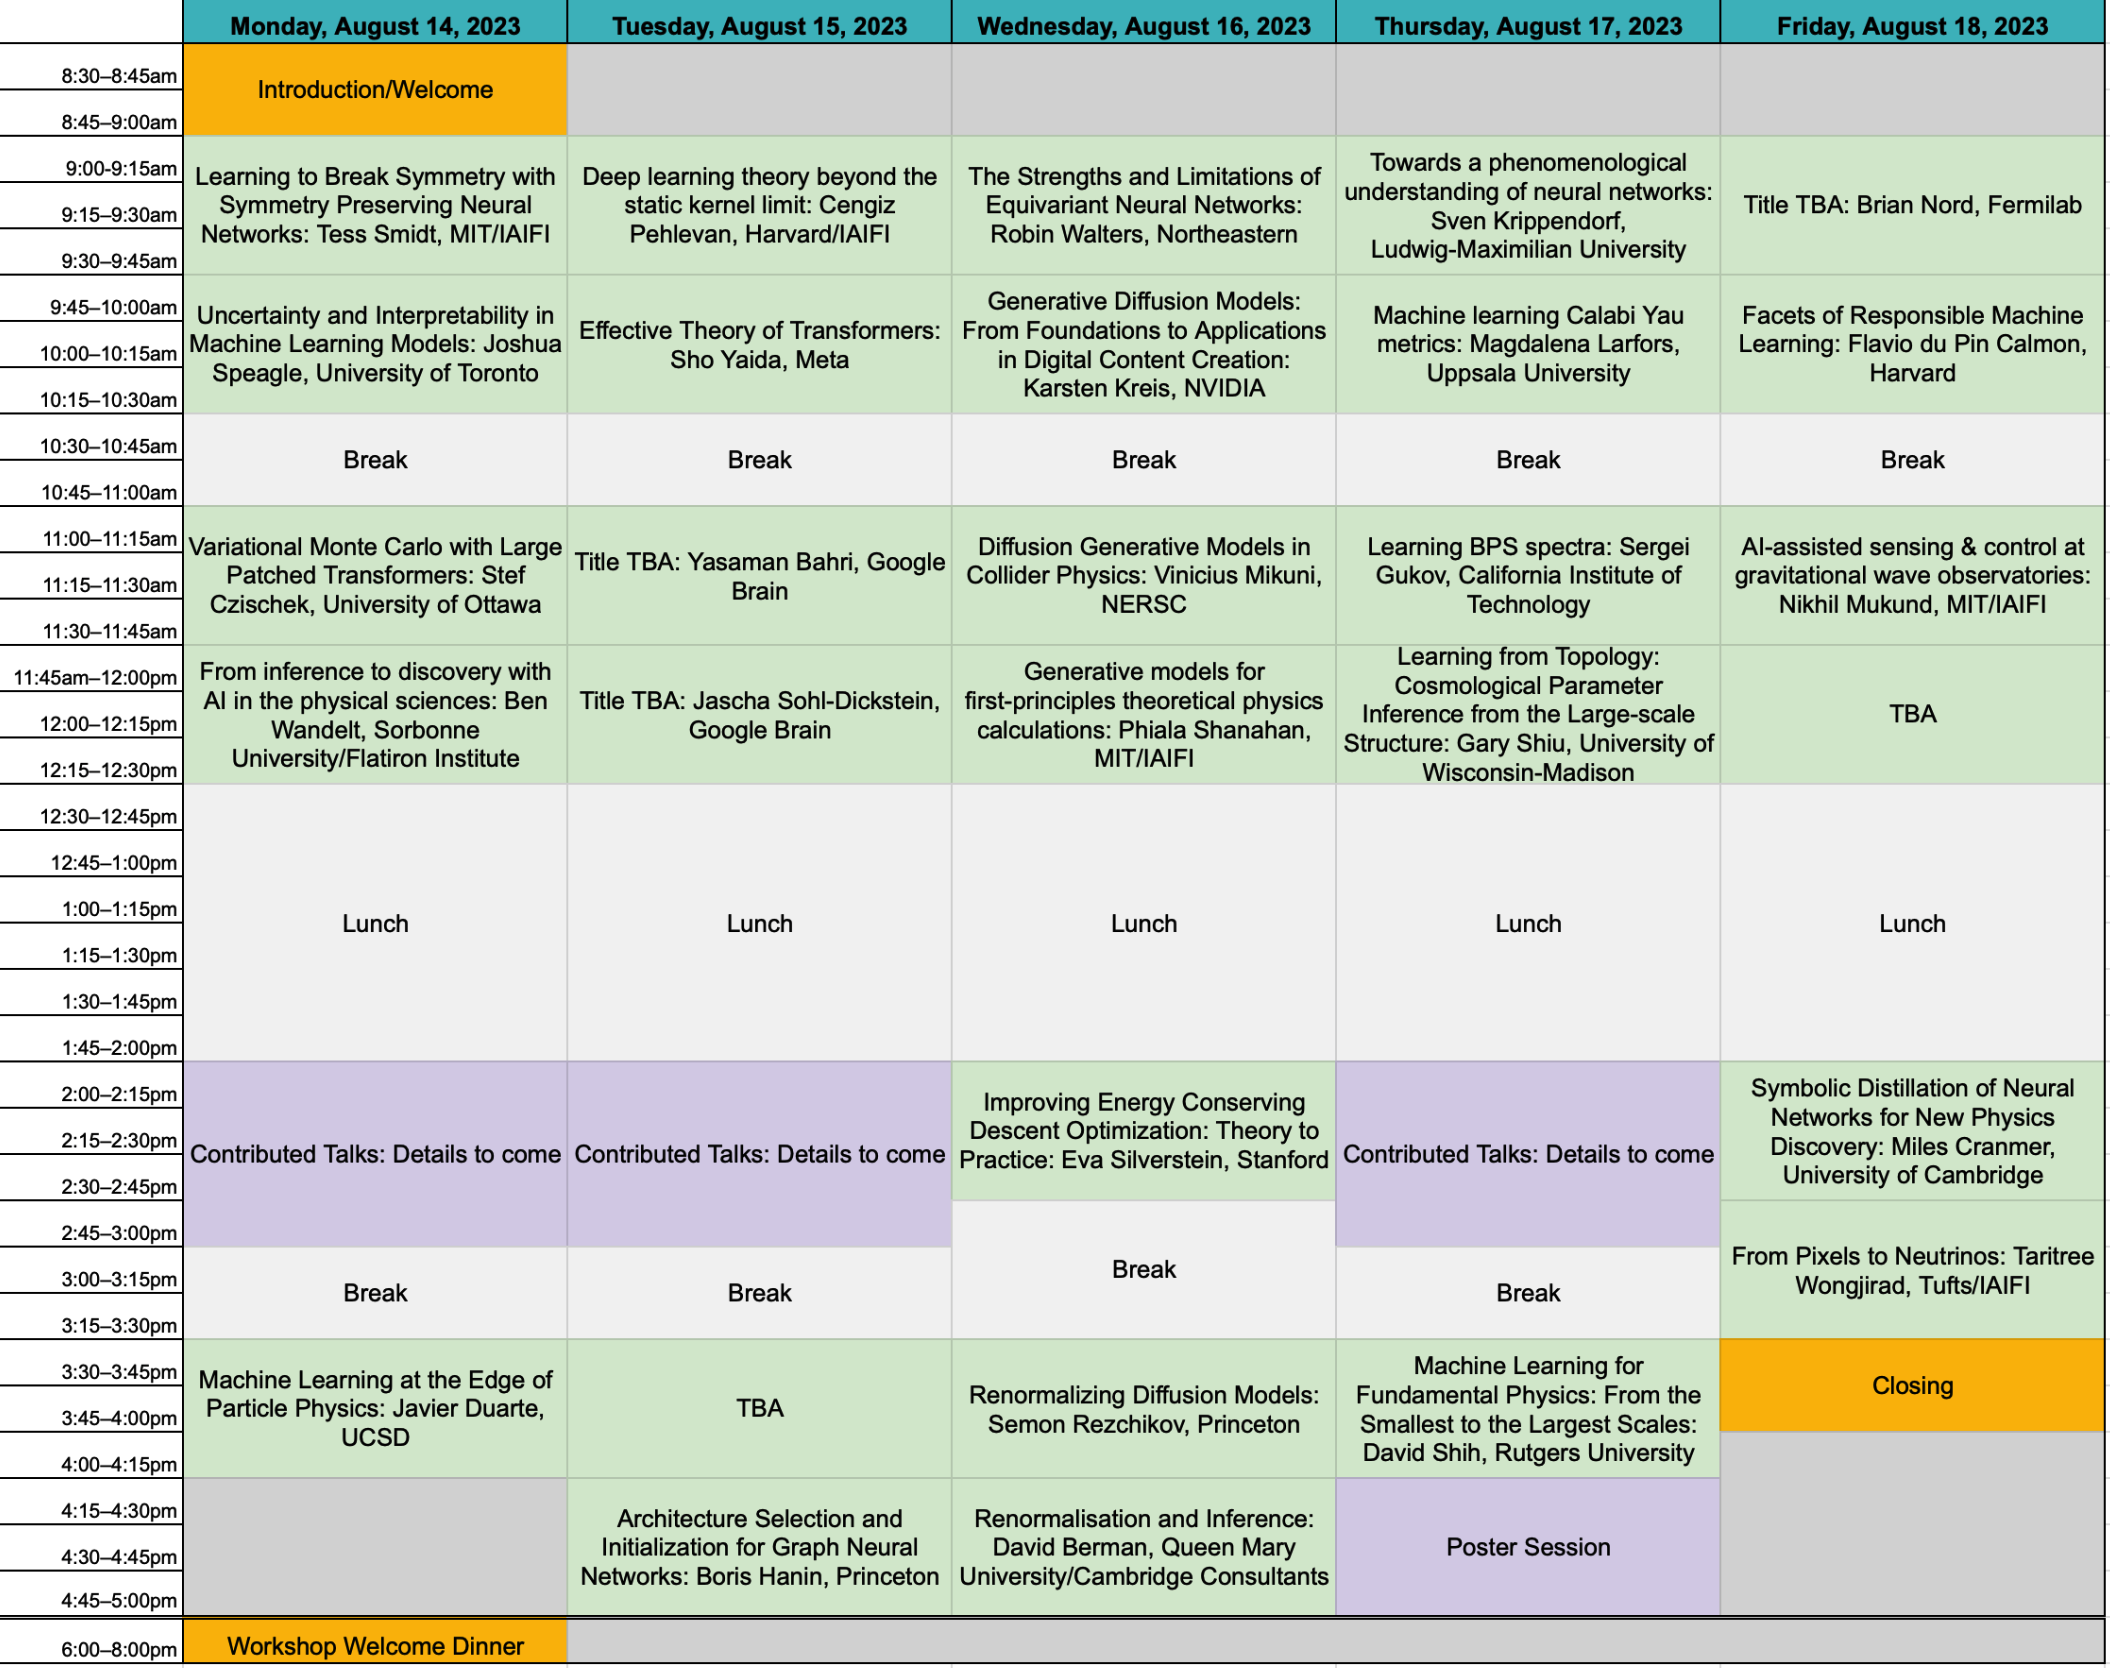 Monday, August 14, 2023
Tuesday, August 15, 2023
Wednesday, August 16, 2023
Thursday, August 17, 2023
Friday, August 18, 2023
8:30–8:45am
Introduction/Welcome
8:45–9:00am
9:00-9:15am
9:15–9:30am
9:30–9:45am
Learning to Break Symmetry with
Symmetry Preserving Neural
Networks: Tess Smidt, MIT/IAIFI
Deep learning theory beyond the
static kernel limit: Cengiz
Pehlevan, Harvard/IAIFI
The Strengths and Limitations of
Equivariant Neural Networks:
Robin Walters, Northeastern
Towards a phenomenological
understanding of neural networks:
Sven Krippendorf,
Ludwig-Maximilian University
Title TBA: Brian Nord, Fermilab
9:45–10:00am
10:00–10:15am
10:15–10:30am
Uncertainty and Interpretability in
Machine Learning Models: Joshua
Speagle, University of Toronto
Effective Theory of Transformers:
Sho Yaida, Meta
Generative Diffusion Models:
From Foundations to Applications
in Digital Content Creation:
Karsten Kreis, NVIDIA
Machine learning Calabi Yau
metrics: Magdalena Larfors,
Uppsala University
Facets of Responsible Machine
Learning: Flavio du Pin Calmon,
Harvard
10:30–10:45am
10:45–11:00am
Break
Break
Break
Break
Break
11:00–11:15am
11:15–11:30am
11:30–11:45am
Variational Monte Carlo with Large
Patched Transformers: Stef
Czischek, University of Ottawa
Title TBA: Yasaman Bahri, Google
Brain
Diffusion Generative Models in
Collider Physics: Vinicius Mikuni,
NERSC
Learning BPS spectra: Sergei
Gukov, California Institute of
Technology
AI-assisted sensing & control at
gravitational wave observatories:
Nikhil Mukund, MIT/IAIFI
11:45am–12:00pm
12:00–12:15pm
12:15–12:30pm
From inference to discovery with
AI in the physical sciences: Ben
Wandelt, Sorbonne
University/Flatiron Institute
Title TBA: Jascha Sohl-Dickstein,
Google Brain
Generative models for
first-principles theoretical physics
calculations: Phiala Shanahan,
MIT/IAIFI
Learning from Topology:
Cosmological Parameter
Inference from the Large-scale
Structure: Gary Shiu, University of
Wisconsin-Madison
TBA
12:30–12:45pm
12:45–1:00pm
1:00–1:15pm
1:15–1:30pm
1:30–1:45pm
1:45–2:00pm
Lunch
Lunch
Lunch
Lunch
Lunch
2:00–2:15pm
2:15–2:30pm
2:30–2:45pm
2:45–3:00pm
3:00–3:15pm
3:15–3:30pm
Contributed Talks: Details to come
Contributed Talks: Details to come
Improving Energy Conserving
Descent Optimization: Theory to
Practice: Eva Silverstein, Stanford
Contributed Talks: Details to come
Symbolic Distillation of Neural
Networks for New Physics
Discovery: Miles Cranmer,
University of Cambridge
Break
Break
Break
Break
From Pixels to Neutrinos: Taritree
Wongjirad, Tufts/IAIFI
3:30–3:45pm
3:45–4:00pm
4:00–4:15pm
Machine Learning at the Edge of
Particle Physics: Javier Duarte,
UCSD
TBA
Renormalizing Diffusion Models:
Semon Rezchikov, Princeton
Machine Learning for
Fundamental Physics: From the
Smallest to the Largest Scales:
David Shih, Rutgers University
Closing
4:15–4:30pm
4:30–4:45pm
4:45–5:00pm
Architecture Selection and
Initialization for Graph Neural
Networks: Boris Hanin, Princeton
Renormalisation and Inference:
David Berman, Queen Mary
University/Cambridge Consultants
Poster Session
6:00–8:00pm
Workshop Welcome Dinner